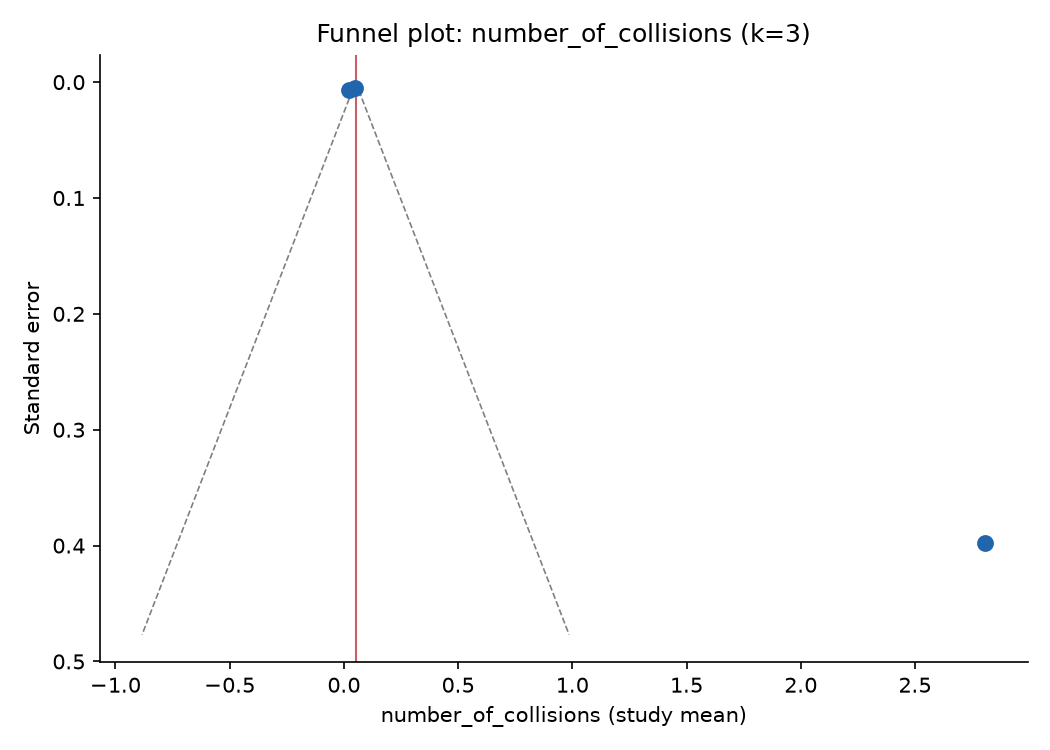 Funnel plot: number_of_collisions (k=3)
Standard error
0.0
0.1
0.2
0.3
0.4
0.5
−1.0 −0.5 0.0 0.5 1.0 1.5 2.0 2.5
number_of_collisions (study mean)